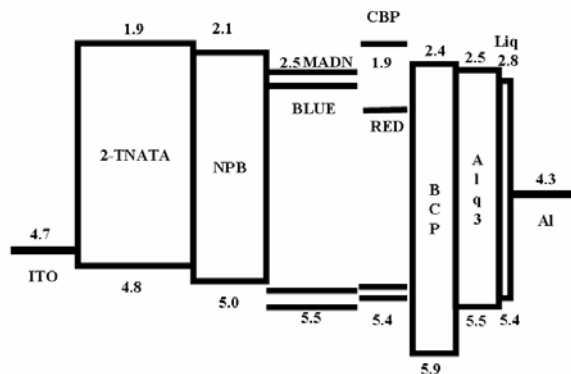 CBP
1.9
2.1
2.5 MADN
1.9
2.4
2.5
Liq
2.8
BLUE
RED
2-TNATA
NPB
BCP
Alq3
4.3
Al
4.7
ITO
4.8
5.0
5.5
5.4
5.9
5.5
5.4